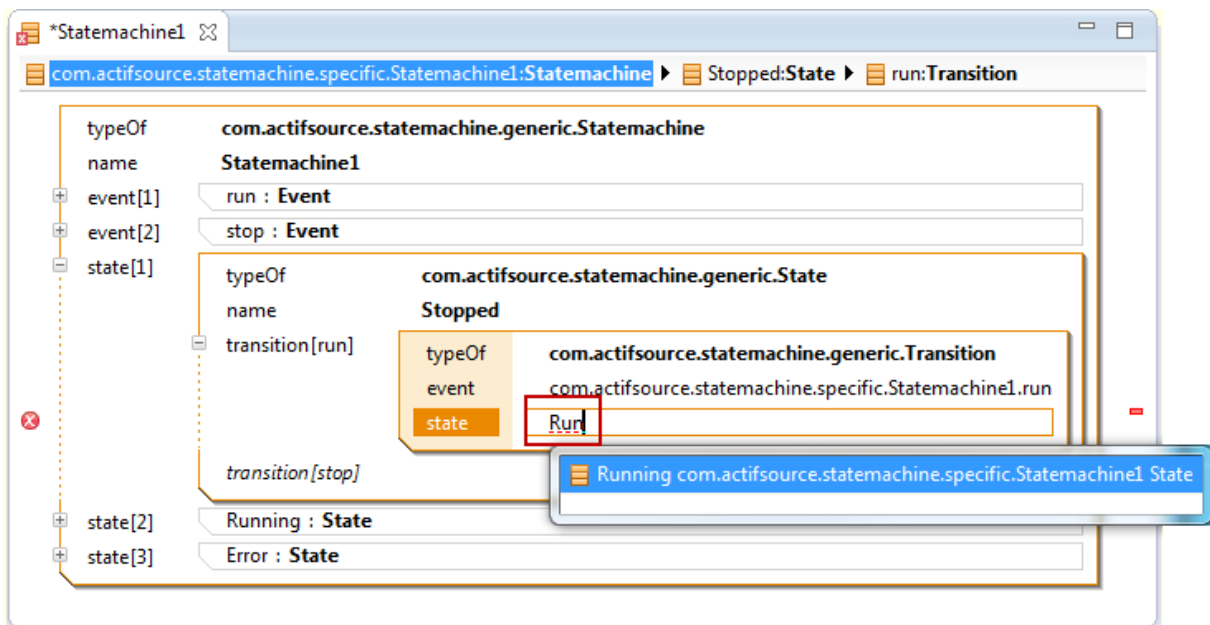 *Statemachine1
com.actifsource.statemachine.specific.Statemachine1:Statemachine Stopped:State run:Transition
typeOf com.actifsource.statemachine.generic.Statemachine
name Statemachine1
event[1] run : Event
event[2] stop : Event
state[1]
typeOf com.actifsource.statemachine.generic.State
name Stopped
transition[run]
typeOf com.actifsource.statemachine.generic.Transition
event com.actifsource.statemachine.specific.Statemachine1.run
state Run
transition[stop]
Running com.actifsource.statemachine.specific.Statemachine1 State
state[2] Running : State
state[3] Error : State